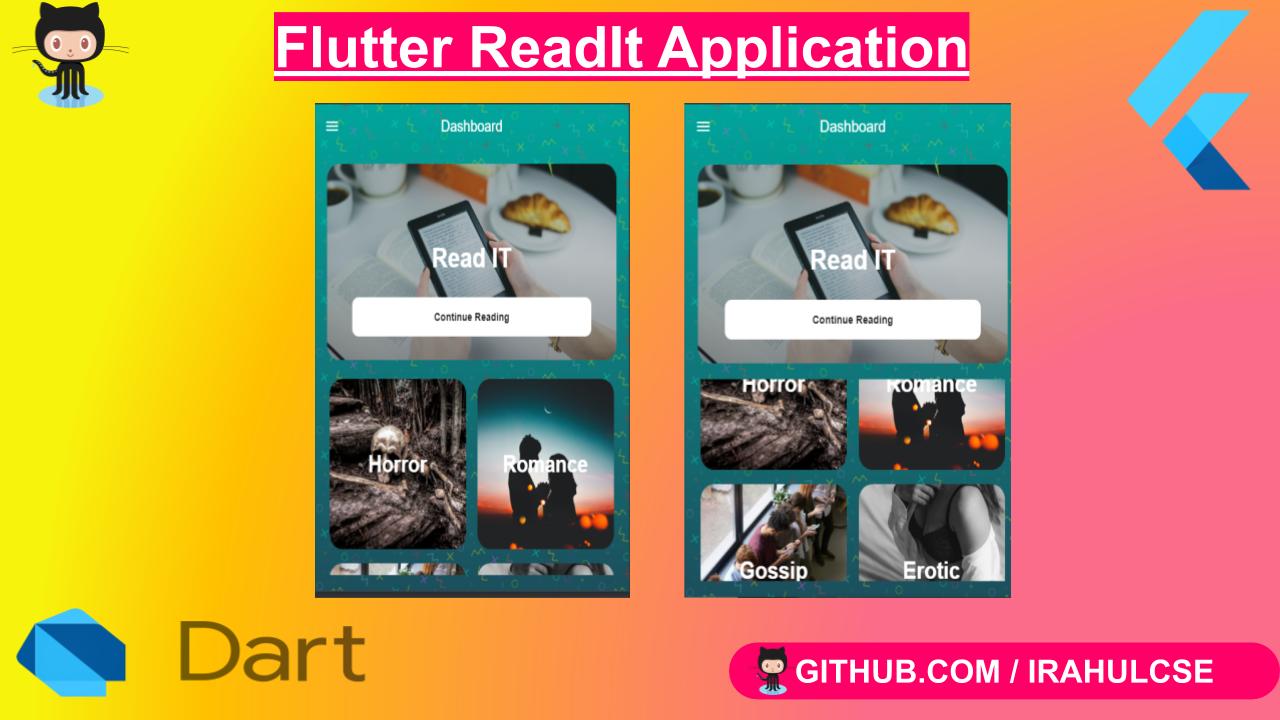 Flutter ReadIt Application
Dashboard
Read IT
Continue Reading
Horror
Romance
Dashboard
Read IT
Continue Reading
Horror
Romance
Gossip
Erotic
Dart
GITHUB.COM / IRAHULCSE